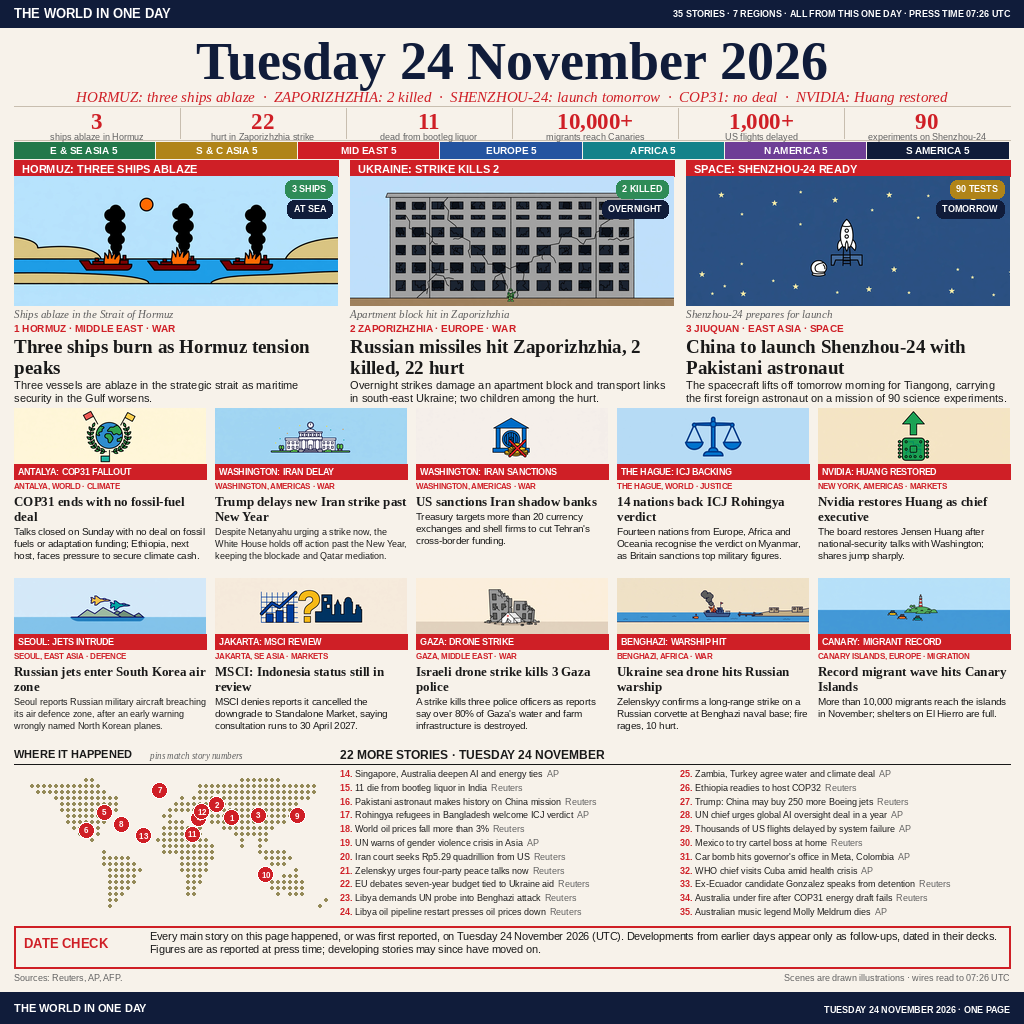 THE WORLD IN ONE DAY
35 STORIES · 7 REGIONS · ALL FROM THIS ONE DAY · PRESS TIME 07:26 UTC
Tuesday 24 November 2026
HORMUZ: three ships ablaze · ZAPORIZHZHIA: 2 killed · SHENZHOU-24: launch tomorrow · COP31: no deal · NVIDIA: Huang restored
3
ships ablaze in Hormuz
22
hurt in Zaporizhzhia strike
11
dead from bootleg liquor
10,000+
migrants reach Canaries
1,000+
US flights delayed
90
experiments on Shenzhou-24
E & SE ASIA 5
S & C ASIA 5
MID EAST 5
EUROPE 5
AFRICA 5
N AMERICA 5
S AMERICA 5
HORMUZ: THREE SHIPS ABLAZE
3 SHIPS
AT SEA
Ships ablaze in the Strait of Hormuz
1 HORMUZ · MIDDLE EAST · WAR
Three ships burn as Hormuz tension
peaks
Three vessels are ablaze in the strategic strait as maritime
security in the Gulf worsens.
UKRAINE: STRIKE KILLS 2
2 KILLED
OVERNIGHT
Apartment block hit in Zaporizhzhia
2 ZAPORIZHZHIA · EUROPE · WAR
Russian missiles hit Zaporizhzhia, 2
killed, 22 hurt
Overnight strikes damage an apartment block and transport links
in south-east Ukraine; two children among the hurt.
SPACE: SHENZHOU-24 READY
90 TESTS
TOMORROW
Shenzhou-24 prepares for launch
3 JIUQUAN · EAST ASIA · SPACE
China to launch Shenzhou-24 with
Pakistani astronaut
The spacecraft lifts off tomorrow morning for Tiangong, carrying
the first foreign astronaut on a mission of 90 science experiments.
ANTALYA: COP31 FALLOUT
ANTALYA, WORLD · CLIMATE
COP31 ends with no fossil-fuel
deal
Talks closed on Sunday with no deal on fossil
fuels or adaptation funding; Ethiopia, next
host, faces pressure to secure climate cash.
WASHINGTON: IRAN DELAY
WASHINGTON, AMERICAS · WAR
Trump delays new Iran strike past
New Year
Despite Netanyahu urging a strike now, the
White House holds off action past the New Year,
keeping the blockade and Qatar mediation.
WASHINGTON: IRAN SANCTIONS
WASHINGTON, AMERICAS · WAR
US sanctions Iran shadow banks
Treasury targets more than 20 currency
exchanges and shell firms to cut Tehran's
cross-border funding.
THE HAGUE: ICJ BACKING
THE HAGUE, WORLD · JUSTICE
14 nations back ICJ Rohingya
verdict
Fourteen nations from Europe, Africa and
Oceania recognise the verdict on Myanmar,
as Britain sanctions top military figures.
NVIDIA: HUANG RESTORED
NEW YORK, AMERICAS · MARKETS
Nvidia restores Huang as chief
executive
The board restores Jensen Huang after
national-security talks with Washington;
shares jump sharply.
SEOUL: JETS INTRUDE
SEOUL, EAST ASIA · DEFENCE
Russian jets enter South Korea air
zone
Seoul reports Russian military aircraft breaching
its air defence zone, after an early warning
wrongly named North Korean planes.
JAKARTA: MSCI REVIEW
JAKARTA, SE ASIA · MARKETS
MSCI: Indonesia status still in
review
MSCI denies reports it cancelled the
downgrade to Standalone Market, saying
consultation runs to 30 April 2027.
GAZA: DRONE STRIKE
GAZA, MIDDLE EAST · WAR
Israeli drone strike kills 3 Gaza
police
A strike kills three police officers as reports
say over 80% of Gaza's water and farm
infrastructure is destroyed.
BENGHAZI: WARSHIP HIT
BENGHAZI, AFRICA · WAR
Ukraine sea drone hits Russian
warship
Zelenskyy confirms a long-range strike on a
Russian corvette at Benghazi naval base; fire
rages, 10 hurt.
CANARY: MIGRANT RECORD
CANARY ISLANDS, EUROPE · MIGRATION
Record migrant wave hits Canary
Islands
More than 10,000 migrants reach the islands
in November; shelters on El Hierro are full.
WHERE IT HAPPENED
pins match story numbers
7
5
12
2
6
8
1
3
9
13
11
10
22 MORE STORIES · TUESDAY 24 NOVEMBER
14. Singapore, Australia deepen AI and energy ties AP
15. 11 die from bootleg liquor in India Reuters
16. Pakistani astronaut makes history on China mission Reuters
17. Rohingya refugees in Bangladesh welcome ICJ verdict AP
18. World oil prices fall more than 3% Reuters
19. UN warns of gender violence crisis in Asia AP
20. Iran court seeks Rp5.29 quadrillion from US Reuters
21. Zelenskyy urges four-party peace talks now Reuters
22. EU debates seven-year budget tied to Ukraine aid Reuters
23. Libya demands UN probe into Benghazi attack Reuters
24. Libya oil pipeline restart presses oil prices down Reuters
25. Zambia, Turkey agree water and climate deal AP
26. Ethiopia readies to host COP32 Reuters
27. Trump: China may buy 250 more Boeing jets Reuters
28. UN chief urges global AI oversight deal in a year AP
29. Thousands of US flights delayed by system failure AP
30. Mexico to try cartel boss at home Reuters
31. Car bomb hits governor's office in Meta, Colombia AP
32. WHO chief visits Cuba amid health crisis AP
33. Ex-Ecuador candidate Gonzalez speaks from detention Reuters
34. Australia under fire after COP31 energy draft fails Reuters
35. Australian music legend Molly Meldrum dies AP
DATE CHECK
Every main story on this page happened, or was first reported, on Tuesday 24 November 2026 (UTC). Developments from earlier days appear only as follow-ups, dated in their decks.
Figures are as reported at press time; developing stories may since have moved on.
Sources: Reuters, AP, AFP.
Scenes are drawn illustrations · wires read to 07:26 UTC
THE WORLD IN ONE DAY
TUESDAY 24 NOVEMBER 2026 · ONE PAGE